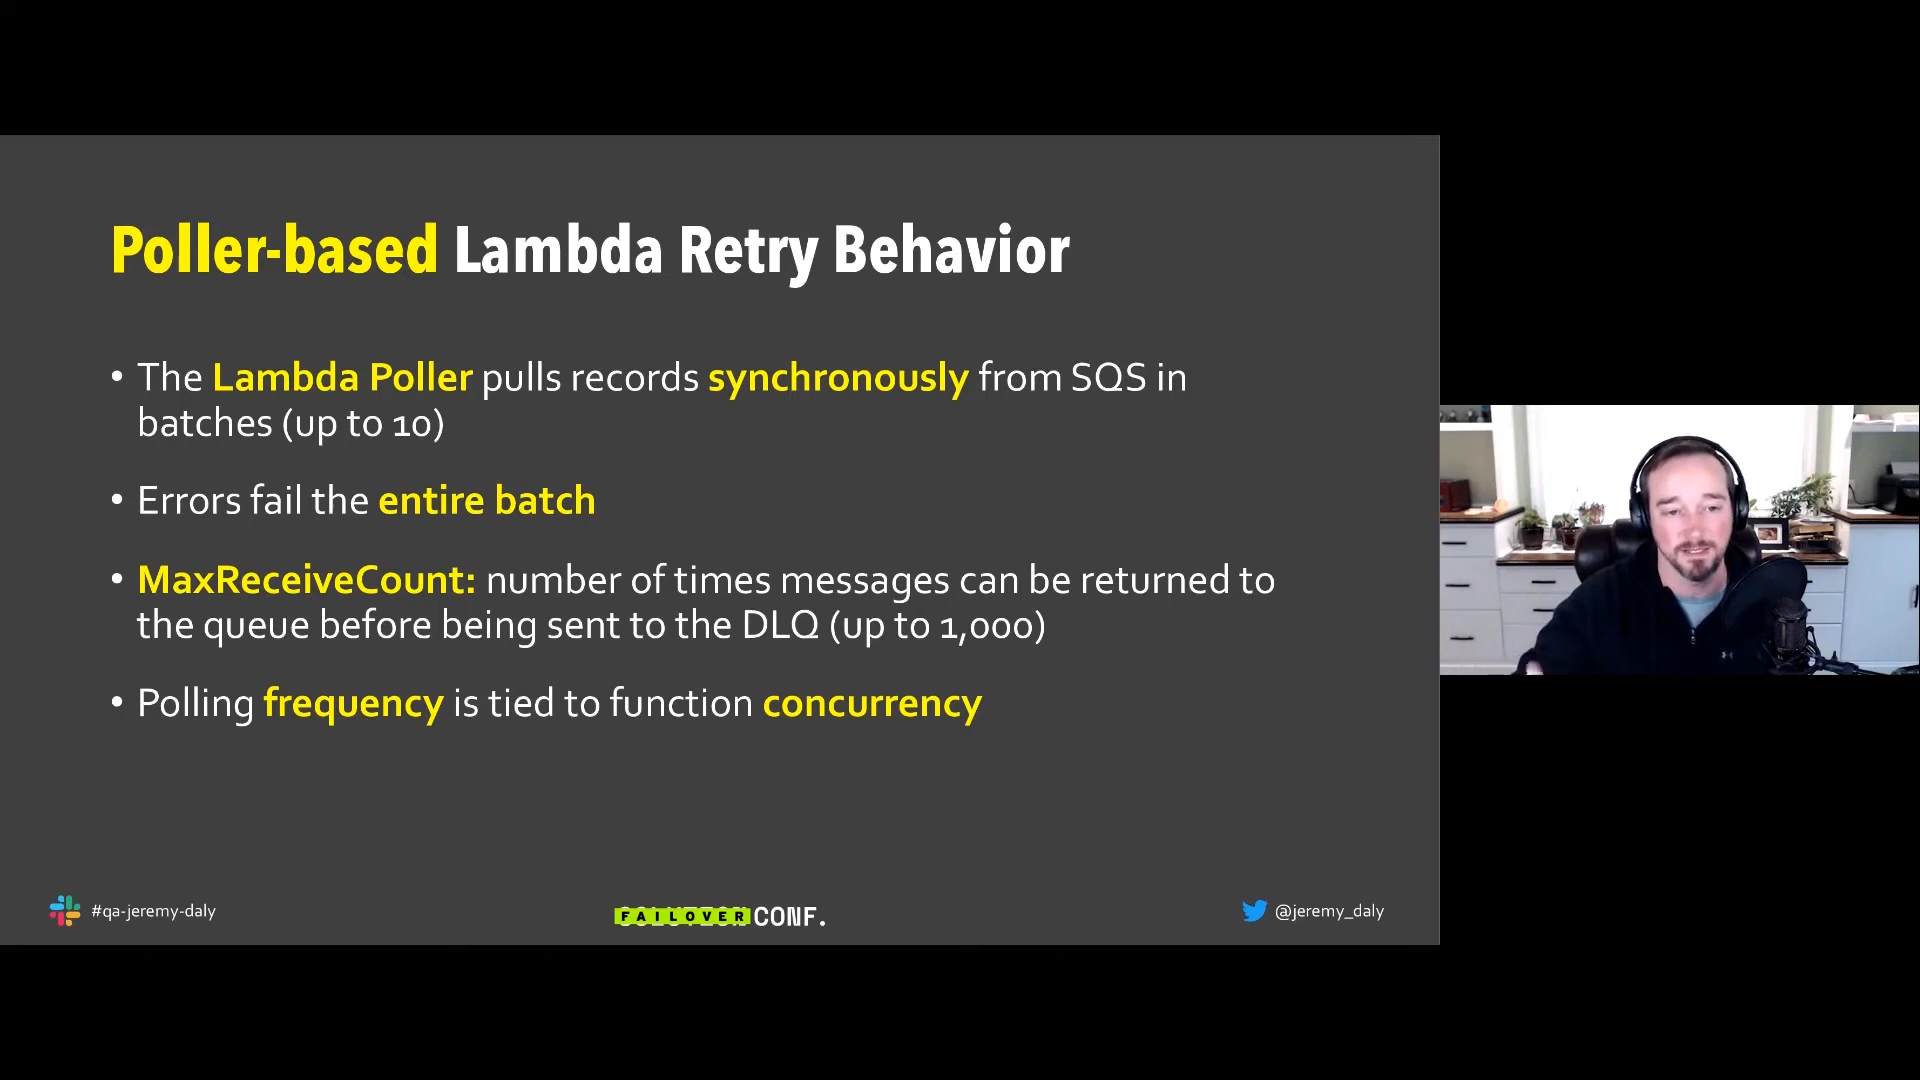 Poller-based Lambda Retry Behavior
• The Lambda Poller pulls records synchronously from SQS in
batches (up to 10)
• Errors fail the entire batch
• MaxReceiveCount: number of times messages can be returned to
the queue before being sent to the DLQ (up to 1,000)
• Polling frequency is tied to function concurrency
#qa-jeremy-daly
FAILOVER CONF.
@jeremy_daly